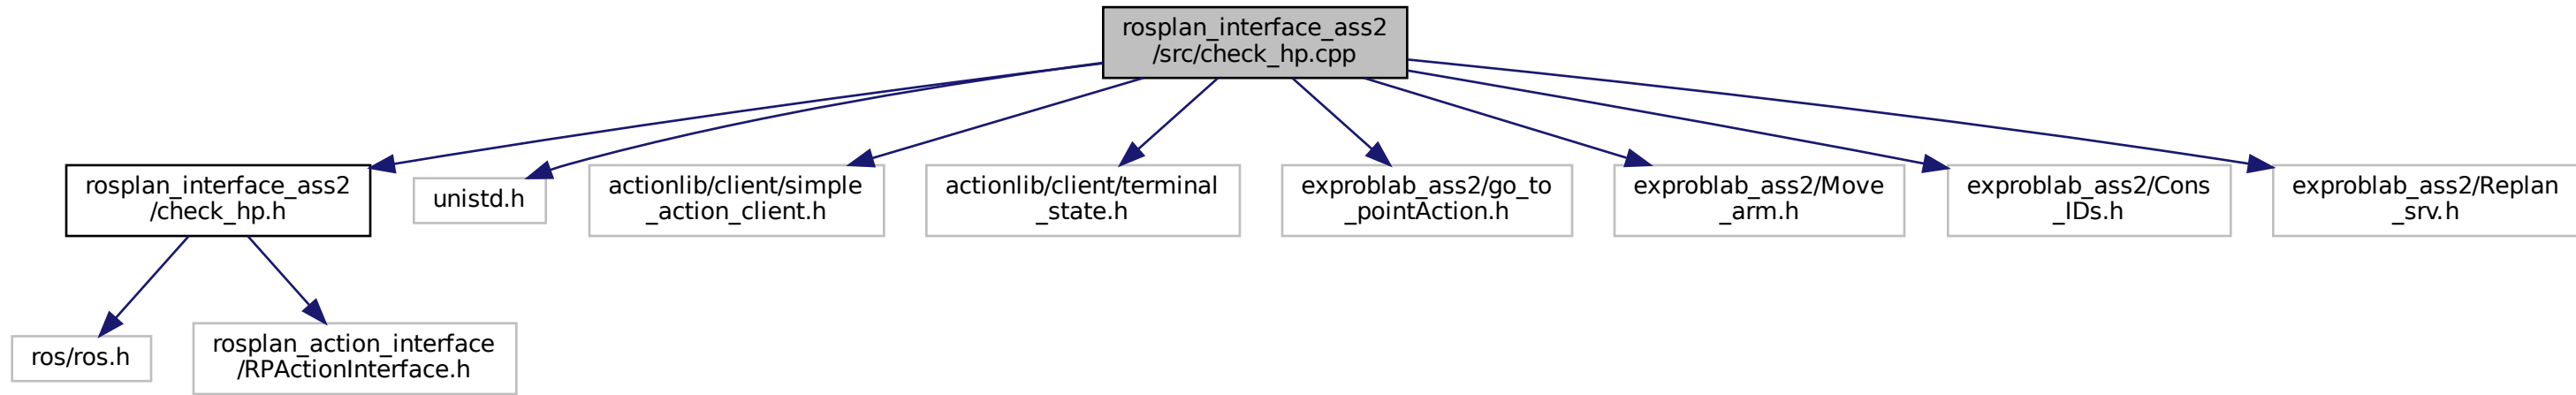 rosplan_interface_ass2
/src/check_hp.cpp
rosplan_interface_ass2
/check_hp.h
unistd.h
actionlib/client/simple
_action_client.h
actionlib/client/terminal
_state.h
exproblab_ass2/go_to
_pointAction.h
exproblab_ass2/Move
_arm.h
exproblab_ass2/Cons
_IDs.h
exproblab_ass2/Replan
_srv.h
ros/ros.h
rosplan_action_interface
/RPActionInterface.h